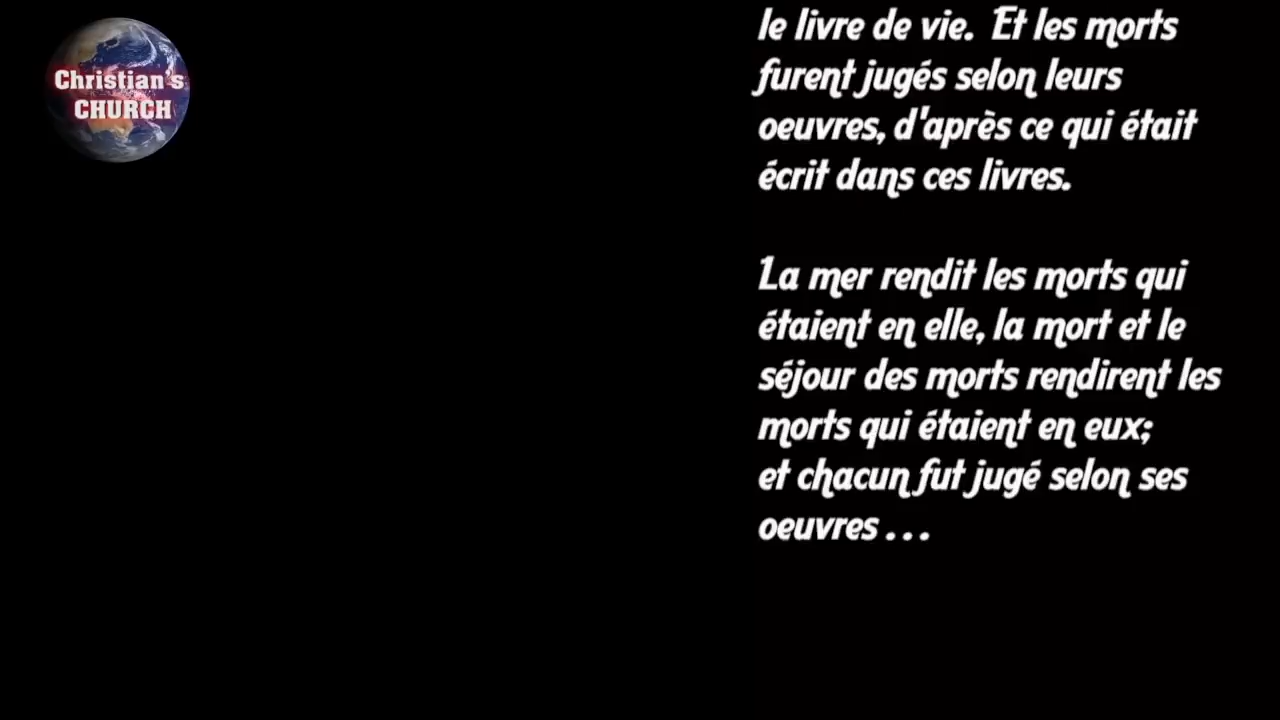 Christian's
CHURCH
le livre de vie. Et les morts
furent jugés selon leurs
oeuvres, d'après ce qui était
écrit dans ces livres.
La mer rendit les morts qui
étaient en elle, la mort et le
séjour des morts rendirent les
morts qui étaient en eux;
et chacun fut jugé selon ses
oeuvres . . .